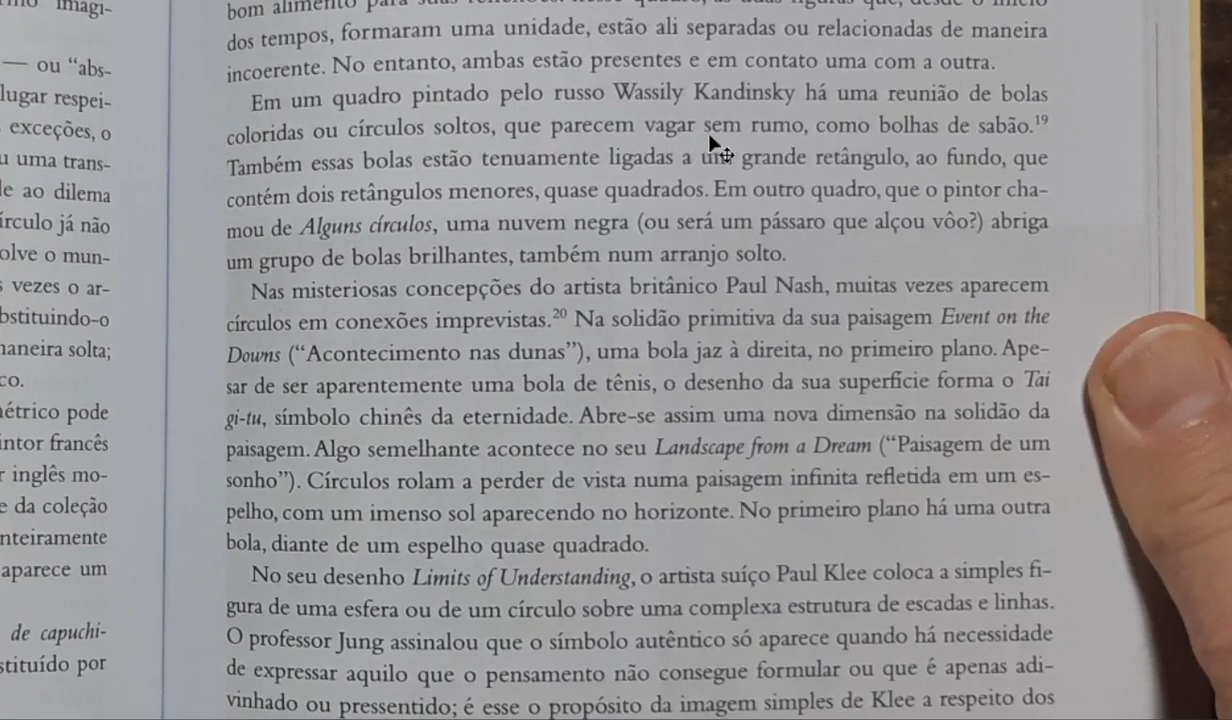 imagi-
— ou “abs-
lugar respei-
exceções, o
u uma trans-
le ao dilema
írculo já não
olve o mun-
s vezes o ar-
bstituindo-o
naneira solta;
co.
nétrico pode
intor francês
r inglês mo-
e da coleção
nteiramente
aparece um
de capuchi-
stituído por
bom alimento para suas
dos tempos, formaram uma unidade, estão ali separadas ou relacionadas de maneira
incoerente. No entanto, ambas estão presentes e em contato uma com a outra.
Em um quadro pintado pelo russo Wassily Kandinsky há uma reunião de bolas
coloridas ou círculos soltos, que parecem vagar sem rumo, como bolhas de sabão.¹⁹
Também essas bolas estão tenuamente ligadas a um grande retângulo, ao fundo, que
contém dois retângulos menores, quase quadrados. Em outro quadro, que o pintor cha-
mou de Alguns círculos, uma nuvem negra (ou será um pássaro que alçou vôo?) abriga
um grupo de bolas brilhantes, também num arranjo solto.
Nas misteriosas concepções do artista britânico Paul Nash, muitas vezes aparecem
círculos em conexões imprevistas.²⁰ Na solidão primitiva da sua paisagem Event on the
Downs (“Acontecimento nas dunas”), uma bola jaz à direita, no primeiro plano. Ape-
sar de ser aparentemente uma bola de tênis, o desenho da sua superfície forma o Tai
gi-tu, símbolo chinês da eternidade. Abre-se assim uma nova dimensão na solidão da
paisagem. Algo semelhante acontece no seu Landscape from a Dream (“Paisagem de um
sonho”). Círculos rolam a perder de vista numa paisagem infinita refletida em um es-
pelho, com um imenso sol aparecendo no horizonte. No primeiro plano há uma outra
bola, diante de um espelho quase quadrado.
No seu desenho Limits of Understanding, o artista suíço Paul Klee coloca a simples fi-
gura de uma esfera ou de um círculo sobre uma complexa estrutura de escadas e linhas.
O professor Jung assinalou que o símbolo autêntico só aparece quando há necessidade
de expressar aquilo que o pensamento não consegue formular ou que é apenas adi-
vinhado ou pressentido; é esse o propósito da imagem simples de Klee a respeito dos